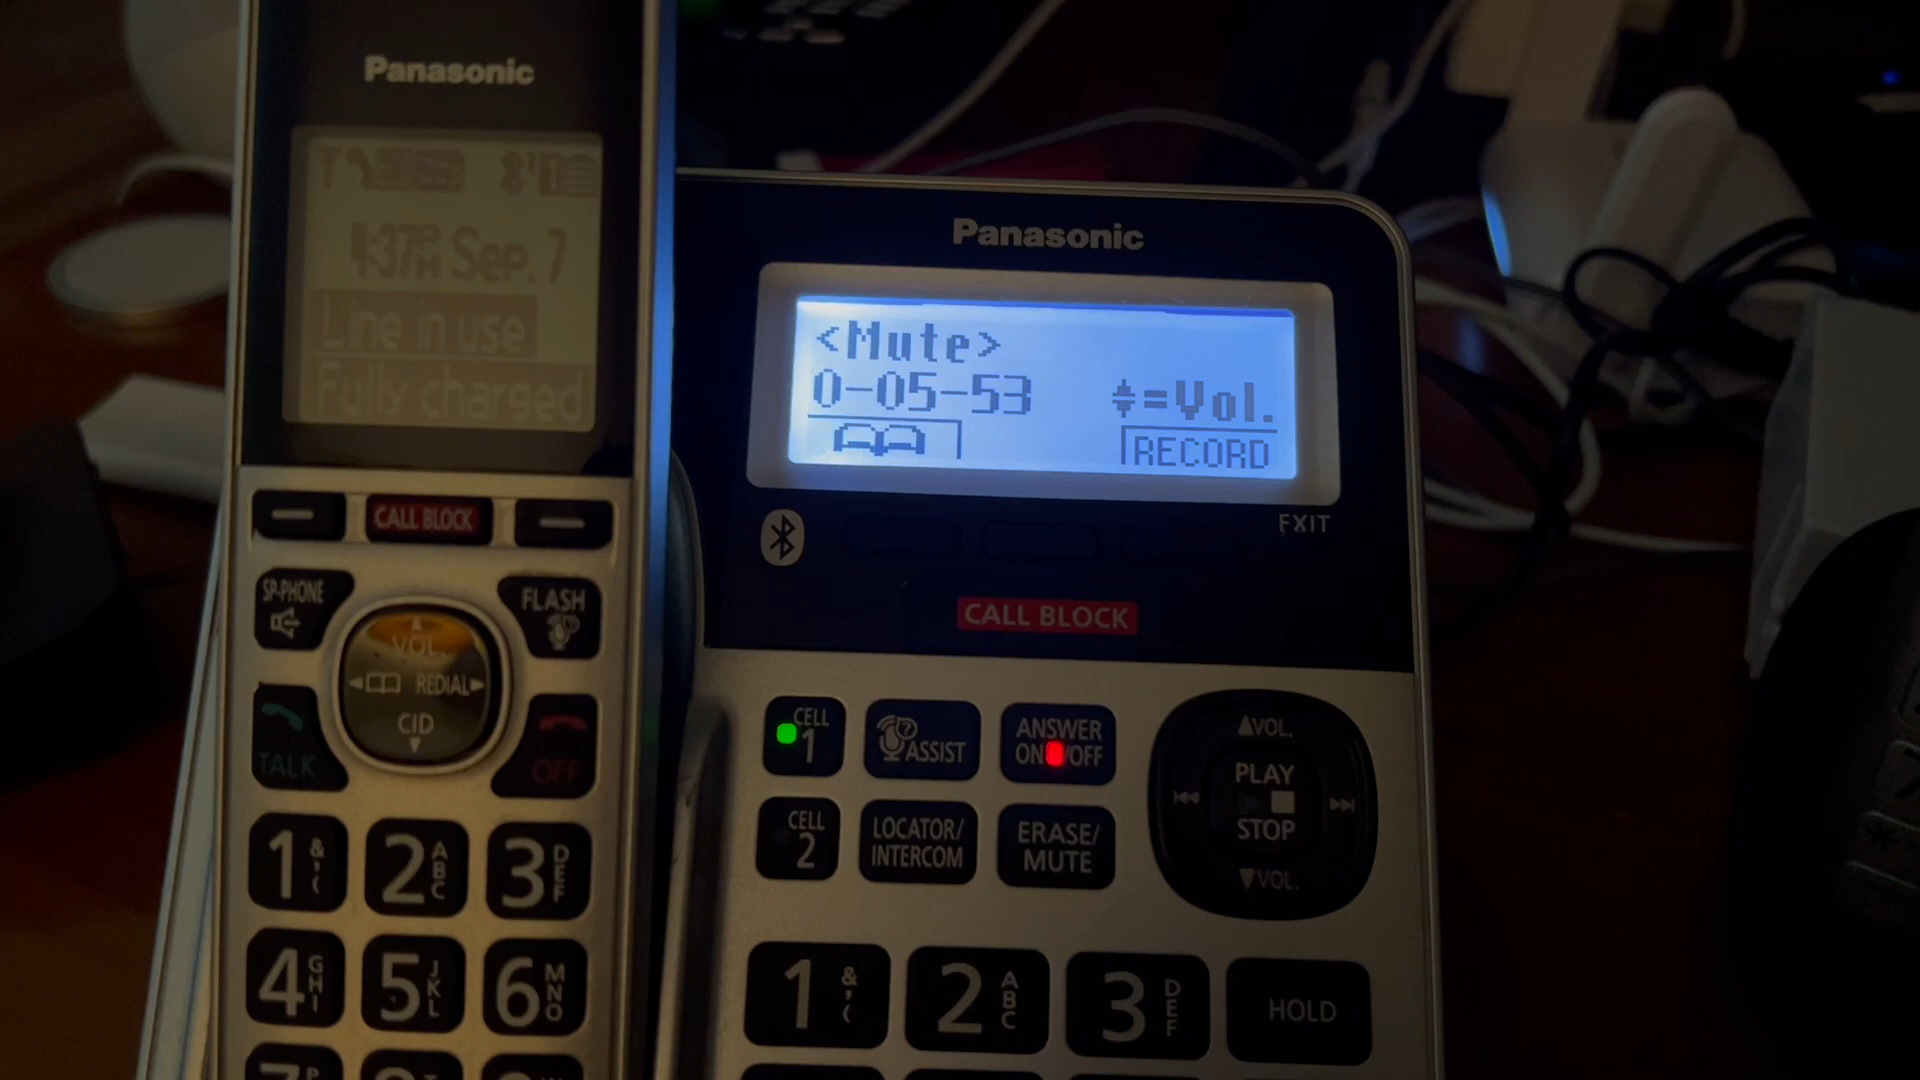 Panasonic
4:37PM Sep. 7
Line in use
Fully charged
CALL BLOCK
SP-PHONE
FLASH
VOL.
REDIAL
CID
TALK
OFF
1 & ' (
2 ABC
3 DEF
4 GHI
5 JKL
6 MNO
Panasonic
<Mute>
0-05-53 =Vol.
RECORD
EXIT
CALL BLOCK
CELL 1
ASSIST
ANSWER
ON/OFF
CELL 2
LOCATOR/
INTERCOM
ERASE/
MUTE
VOL.
PLAY
STOP
VOL.
1 & ' (
2 ABC
3 DEF
HOLD